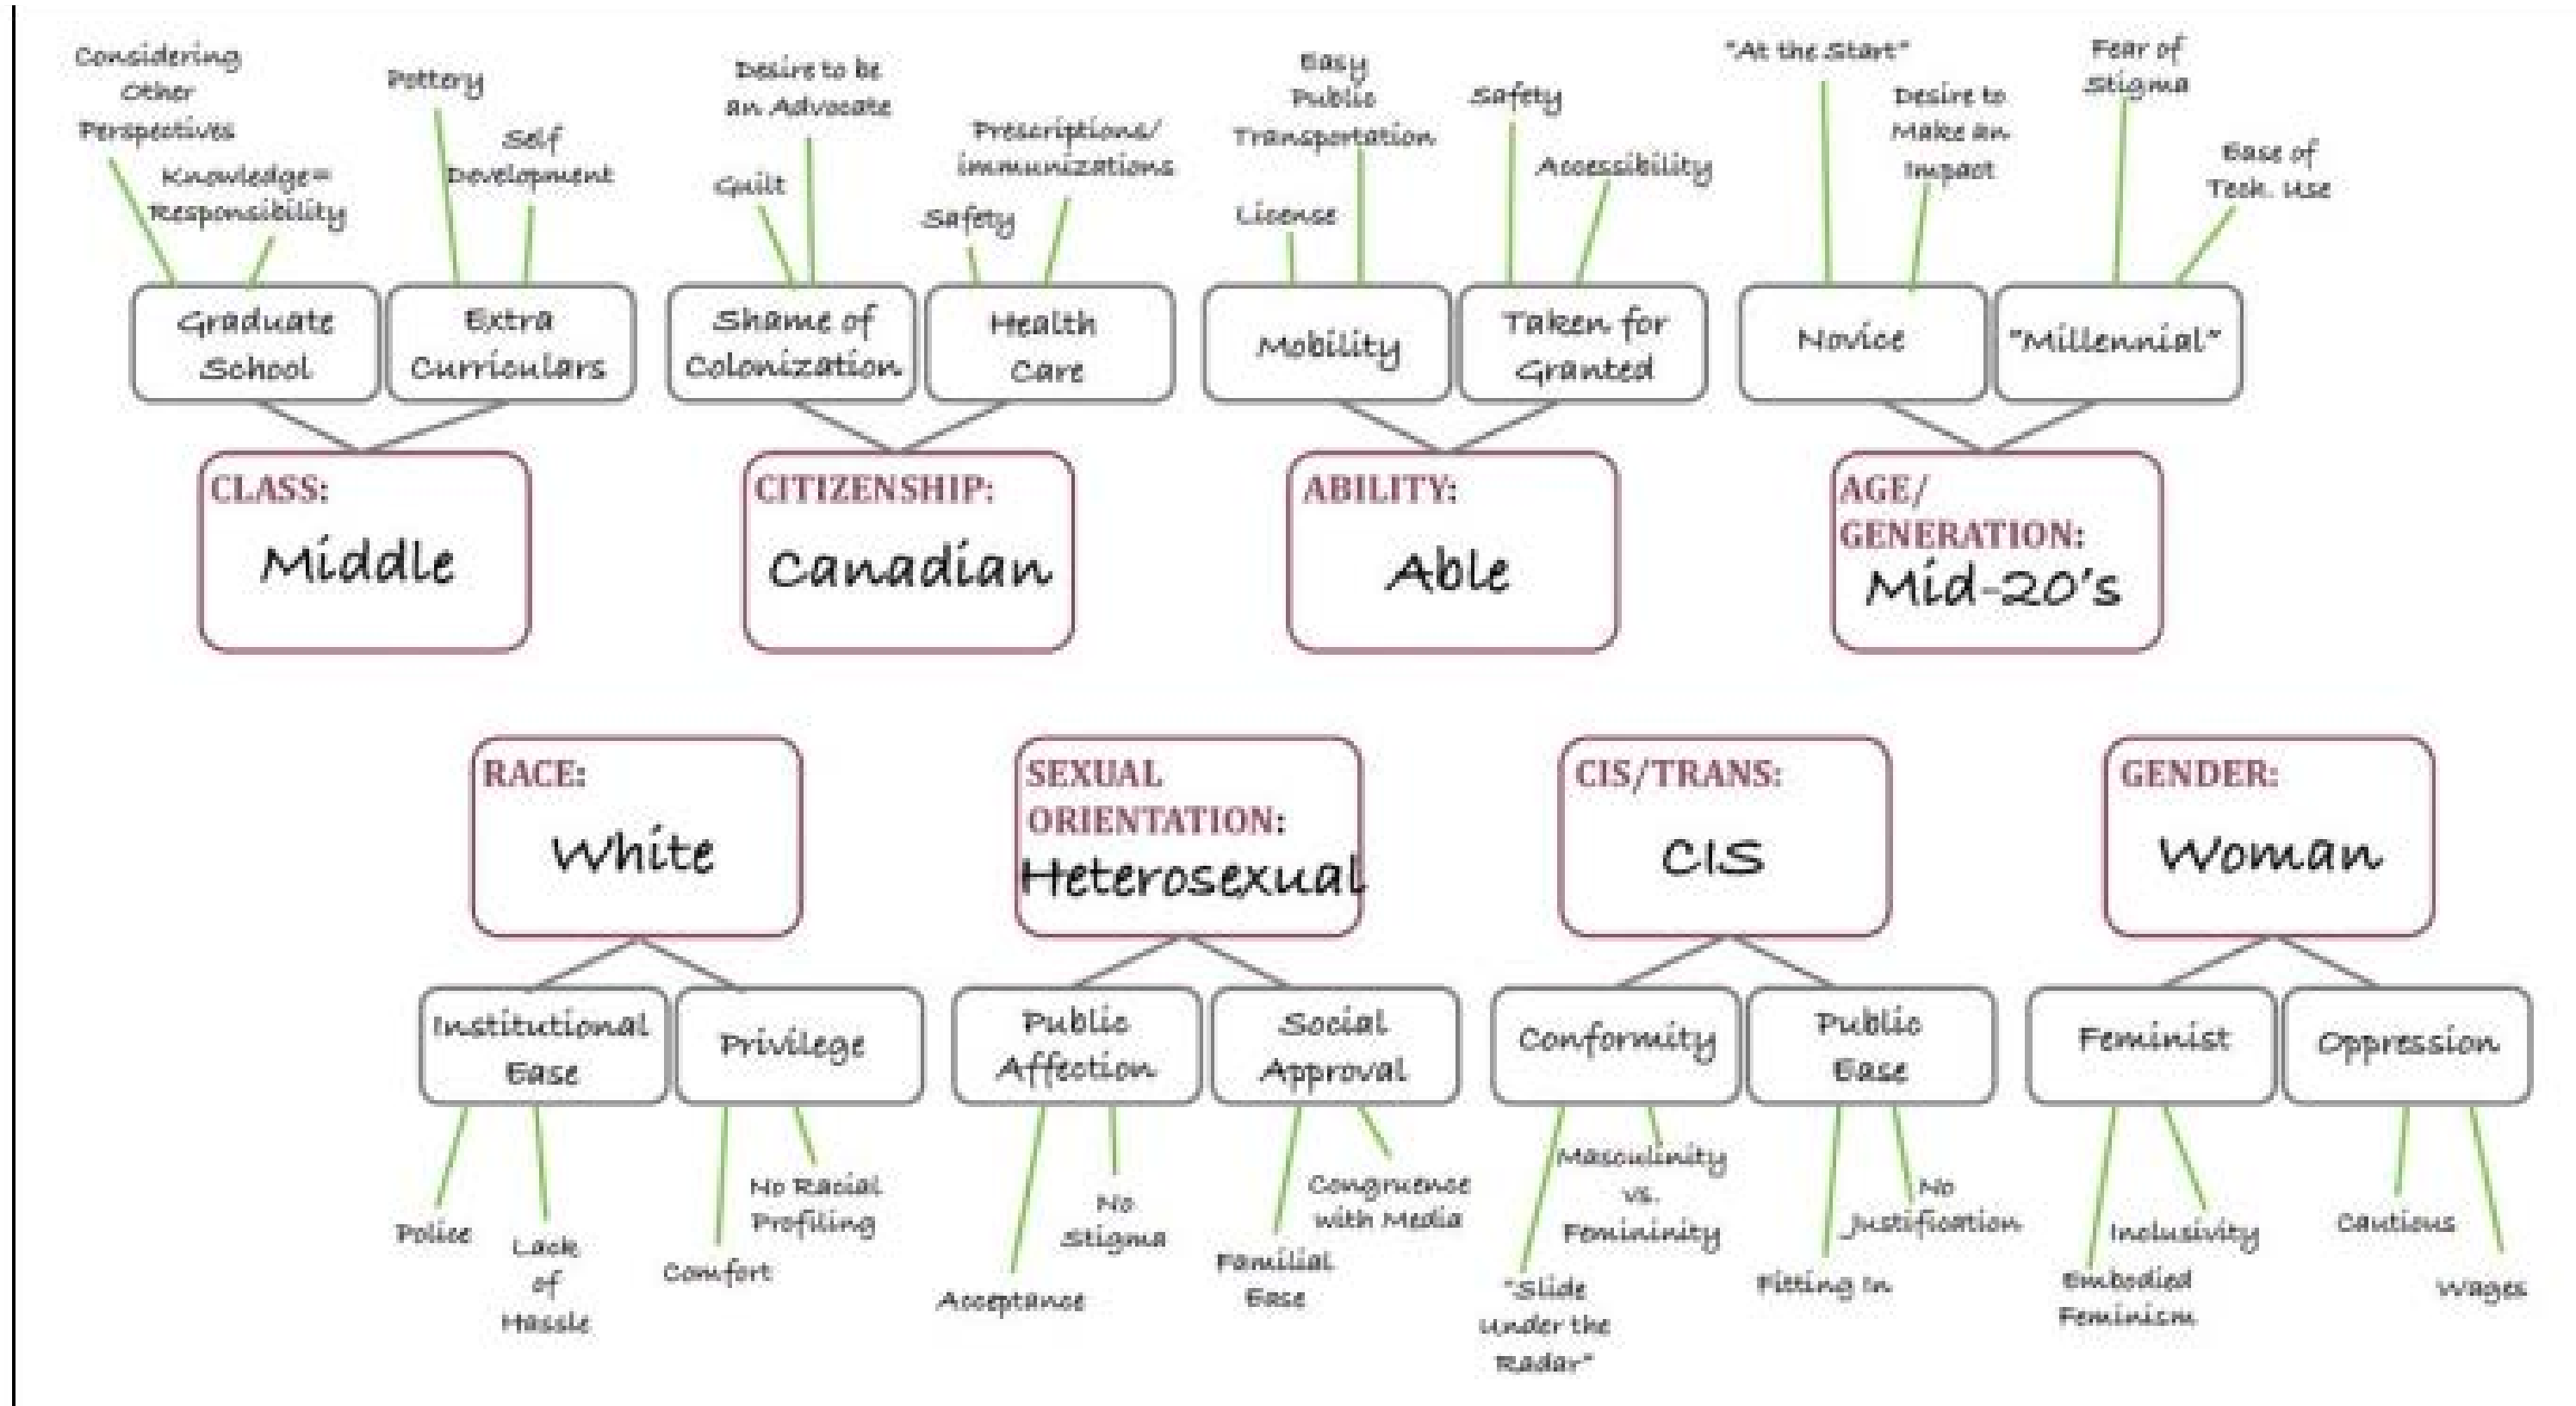 Considering
Other
Perspectives
Knowledge=
Responsibility
Pottery
Self
Development
Desire to be
an Advocate
Guilt
Prescriptions/
immunizations
Safety
Easy
Public
Transportation
License
Safety
Accessibility
"At the Start"
Desire to
Make an
Impact
Fear of
Stigma
Ease of
Tech. Use
Graduate
School
Extra
Curriculars
Shame of
Colonization
Health
Care
Mobility
Taken for
Granted
Novice
"Millennial"
CLASS:
Middle
CITIZENSHIP:
Canadian
ABILITY:
Able
AGE/
GENERATION:
Mid-20's
RACE:
White
SEXUAL
ORIENTATION:
Heterosexual
CIS/TRANS:
CIS
GENDER:
Woman
Institutional
Ease
Privilege
Public
Affection
Social
Approval
Conformity
Public
Ease
Feminist
Oppression
Police
Lack
of
Hassle
Comfort
No Racial
Profiling
Acceptance
No
Stigma
Familial
Ease
Congruence
with Media
"Slide
under the
Radar"
Masculinity
vs.
Femininity
Fitting In
No
Justification
Embodied
Feminism
Inclusivity
Cautious
Wages